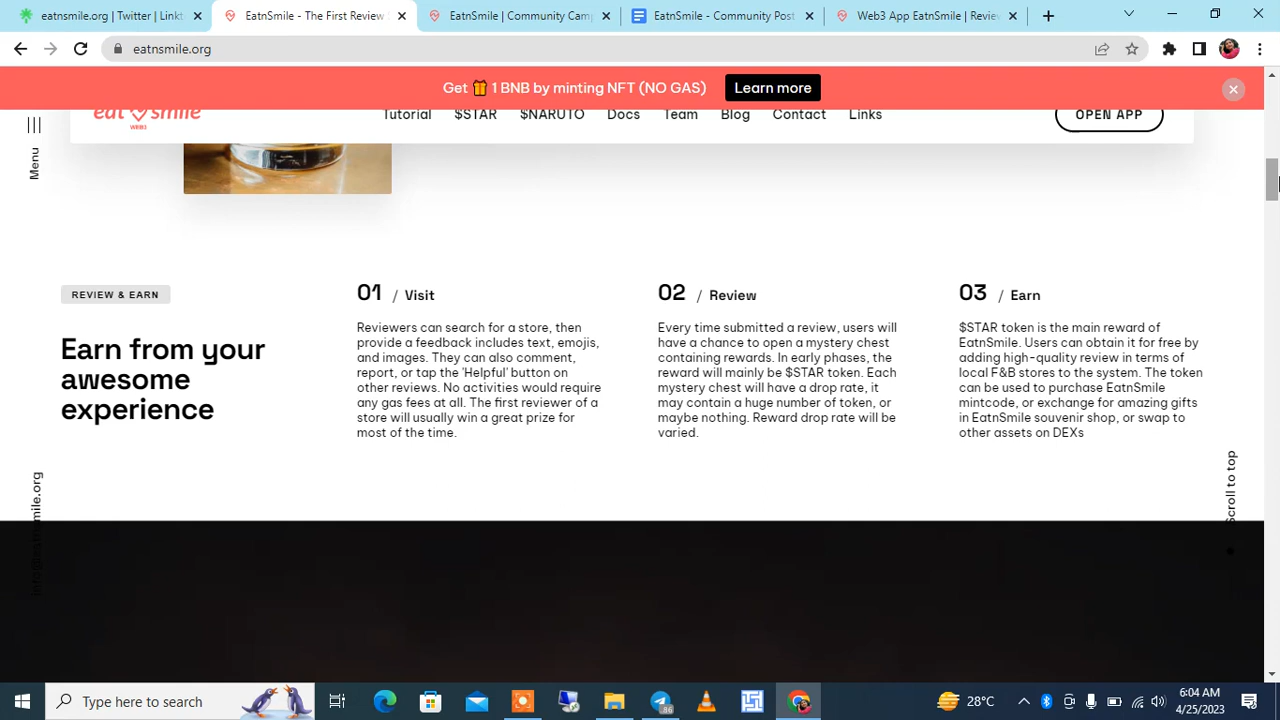 eatnsmile.org | Twitter | Link
EatnSmile - The First Review
EatnSmile | Community Cam
EatnSmile - Community Post
Web3 App EatnSmile | Revie
eatnsmile.org
Get 1 BNB by minting NFT (NO GAS)
Learn more
eat smile
WEB3
Tutorial
$STAR
$NARUTO
Docs
Team
Blog
Contact
Links
OPEN APP
Menu
REVIEW & EARN
Earn from your
awesome
experience
01 / Visit
Reviewers can search for a store, then
provide a feedback includes text, emojis,
and images. They can also comment,
report, or tap the 'Helpful' button on
other reviews. No activities would require
any gas fees at all. The first reviewer of a
store will usually win a great prize for
most of the time.
02 / Review
Every time submitted a review, users will
have a chance to open a mystery chest
containing rewards. In early phases, the
reward will mainly be $STAR token. Each
mystery chest will have a drop rate, it
may contain a huge number of token, or
maybe nothing. Reward drop rate will be
varied.
03 / Earn
$STAR token is the main reward of
EatnSmile. Users can obtain it for free by
adding high-quality review in terms of
local F&B stores to the system. The token
can be used to purchase EatnSmile
mintcode, or exchange for amazing gifts
in EatnSmile souvenir shop, or swap to
other assets on DEXs
info@eatnsmile.org
Scroll to top
Type here to search
86
28°C
6:04 AM
4/25/2023